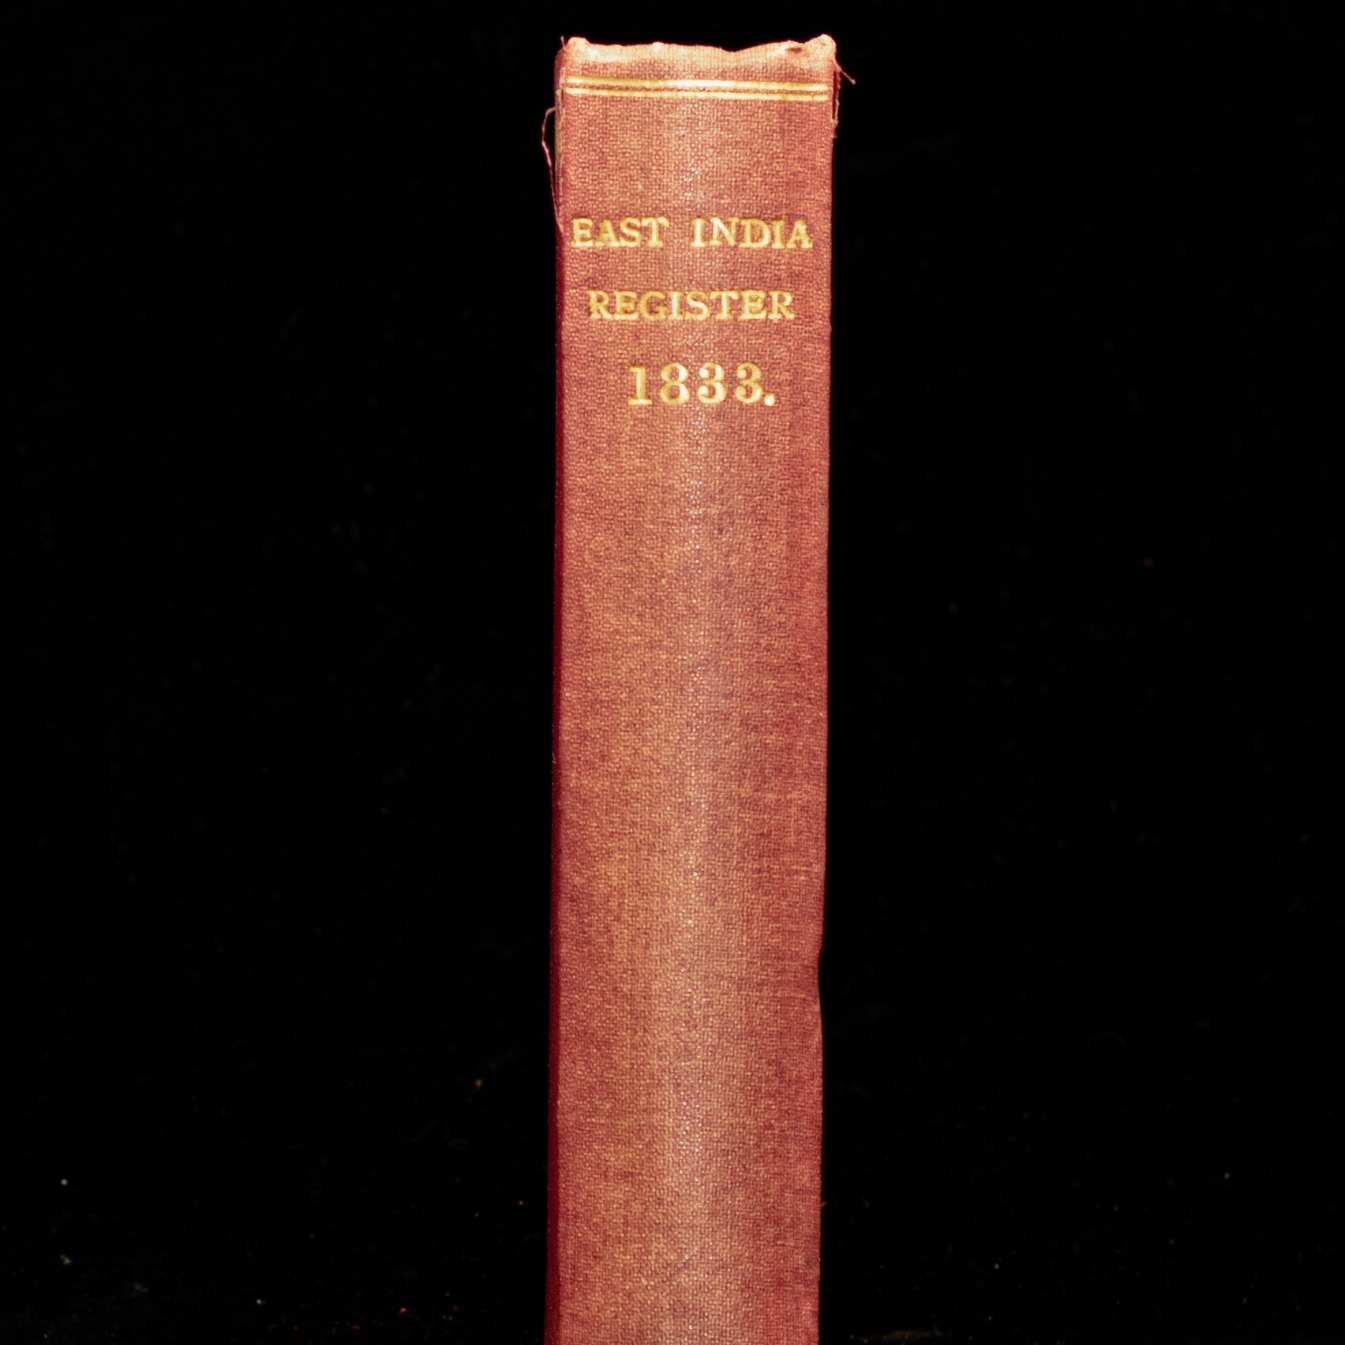 EAST INDIA
REGISTER
1833.